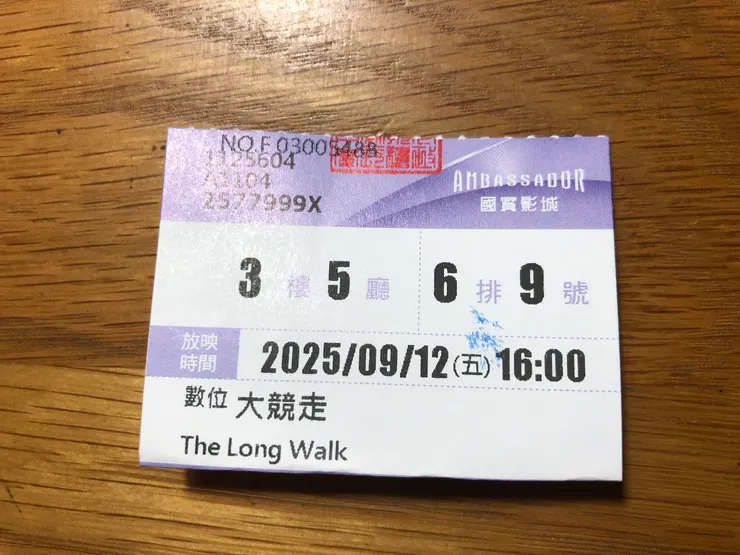 NO.F 03005488
1125604
A1104
2577999X
AMBASSADOR
國賓影城
3 樓 5 廳 6 排 9 號
放映時間
2025/09/12(五) 16:00
數位 大競走
The Long Walk